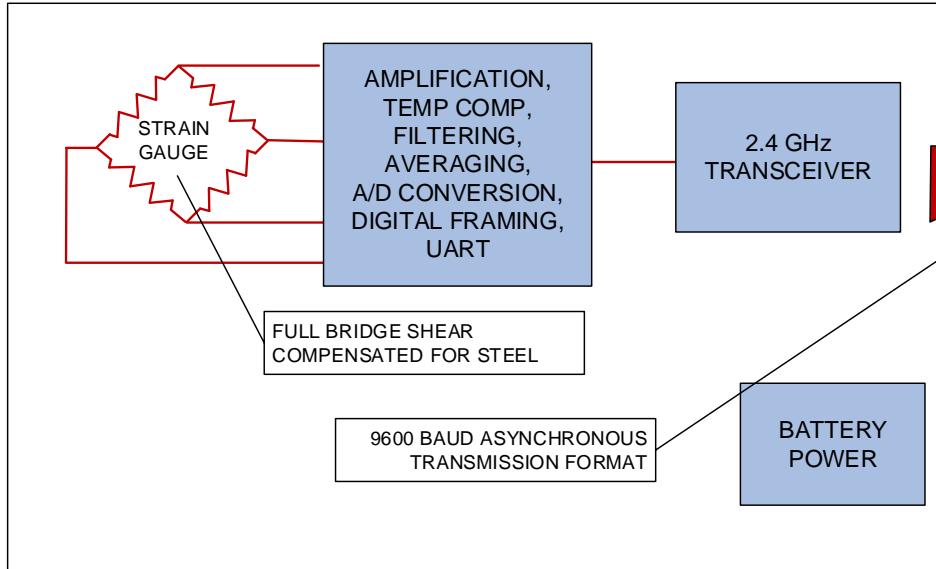 STRAIN
GAUGE
AMPLIFICATION,
TEMP COMP,
FILTERING,
AVERAGING,
A/D CONVERSION,
DIGITAL FRAMING,
UART
2.4 GHz
TRANSCEIVER
FULL BRIDGE SHEAR
COMPENSATED FOR STEEL
9600 BAUD ASYNCHRONOUS
TRANSMISSION FORMAT
BATTERY
POWER